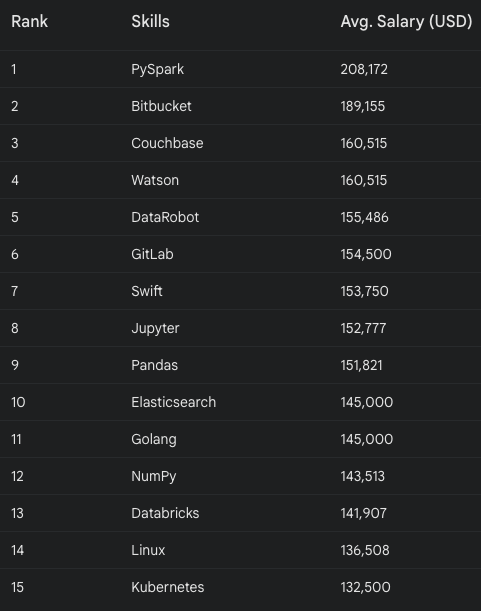 Rank Skills Avg. Salary (USD)
1 PySpark 208,172
2 Bitbucket 189,155
3 Couchbase 160,515
4 Watson 160,515
5 DataRobot 155,486
6 GitLab 154,500
7 Swift 153,750
8 Jupyter 152,777
9 Pandas 151,821
10 Elasticsearch 145,000
11 Golang 145,000
12 NumPy 143,513
13 Databricks 141,907
14 Linux 136,508
15 Kubernetes 132,500